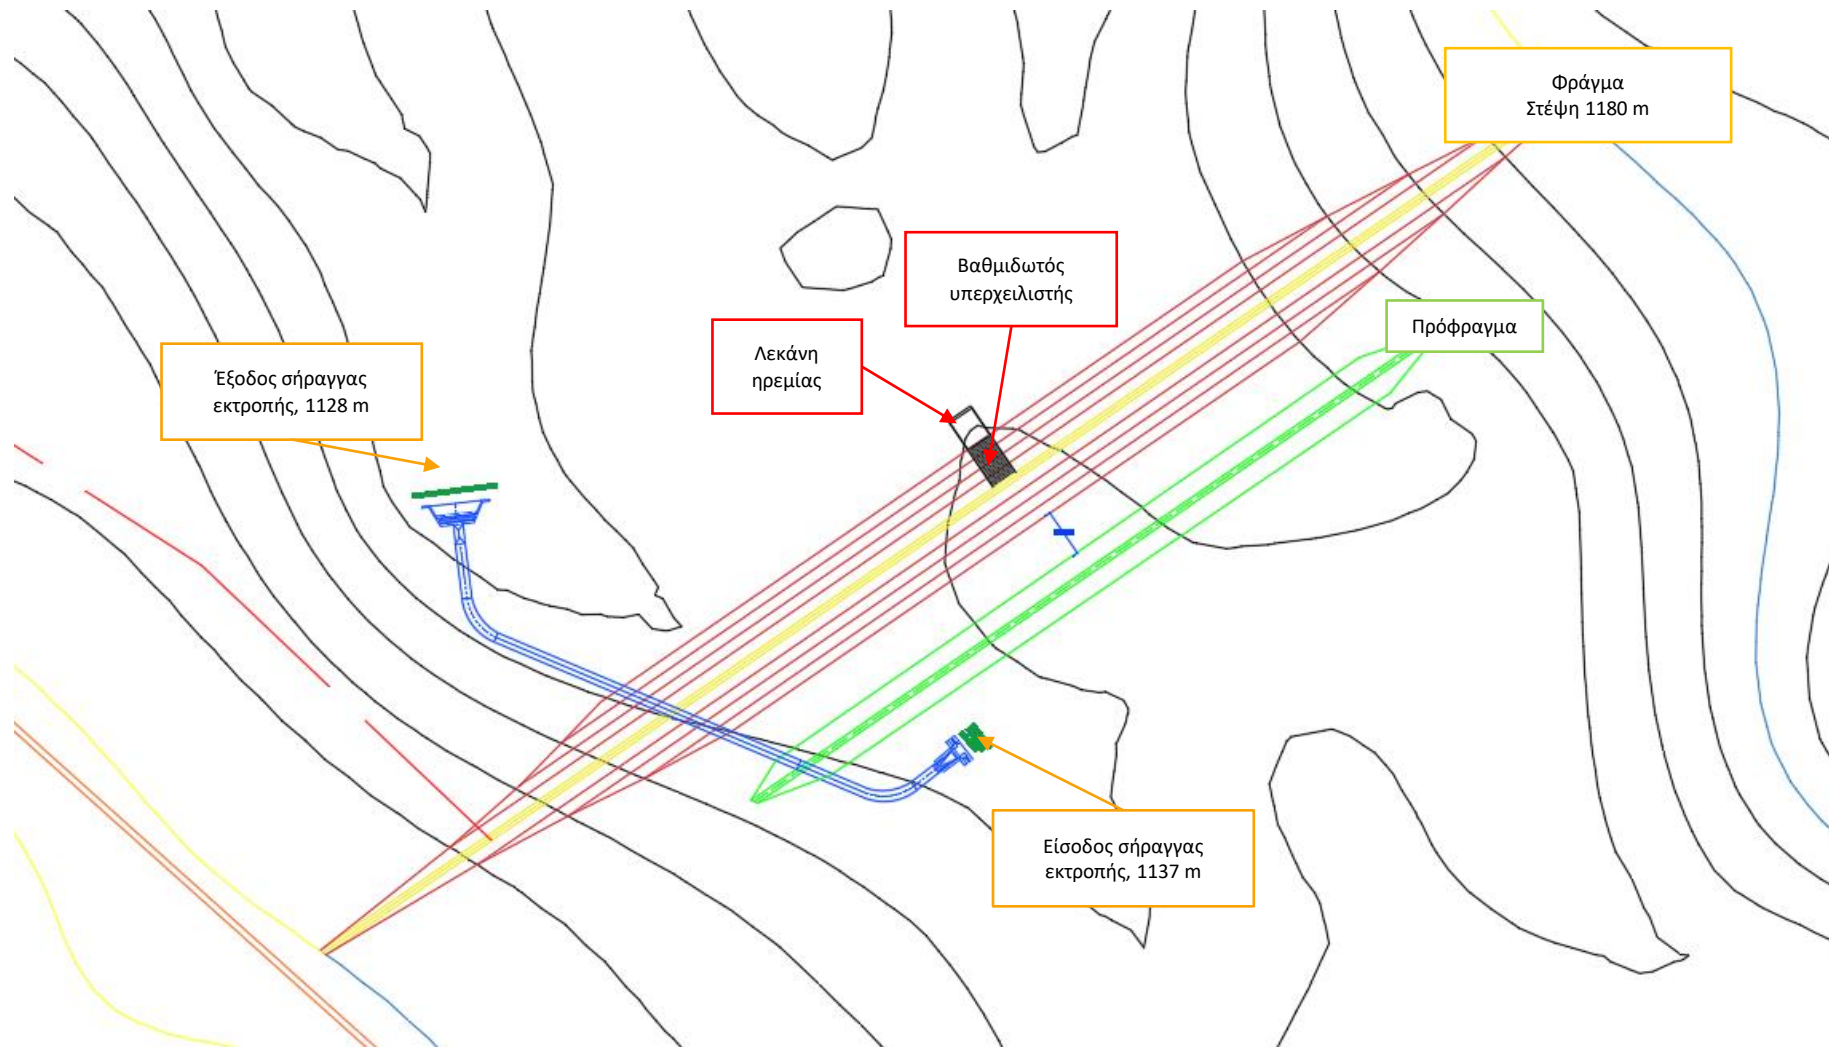 Φράγμα
Στέψη 1180 m
Βαθμιδωτός
υπερχειλιστής
Πρόφραγμα
Λεκάνη
ηρεμίας
Έξοδος σήραγγας
εκτροπής, 1128 m
Είσοδος σήραγγας
εκτροπής, 1137 m